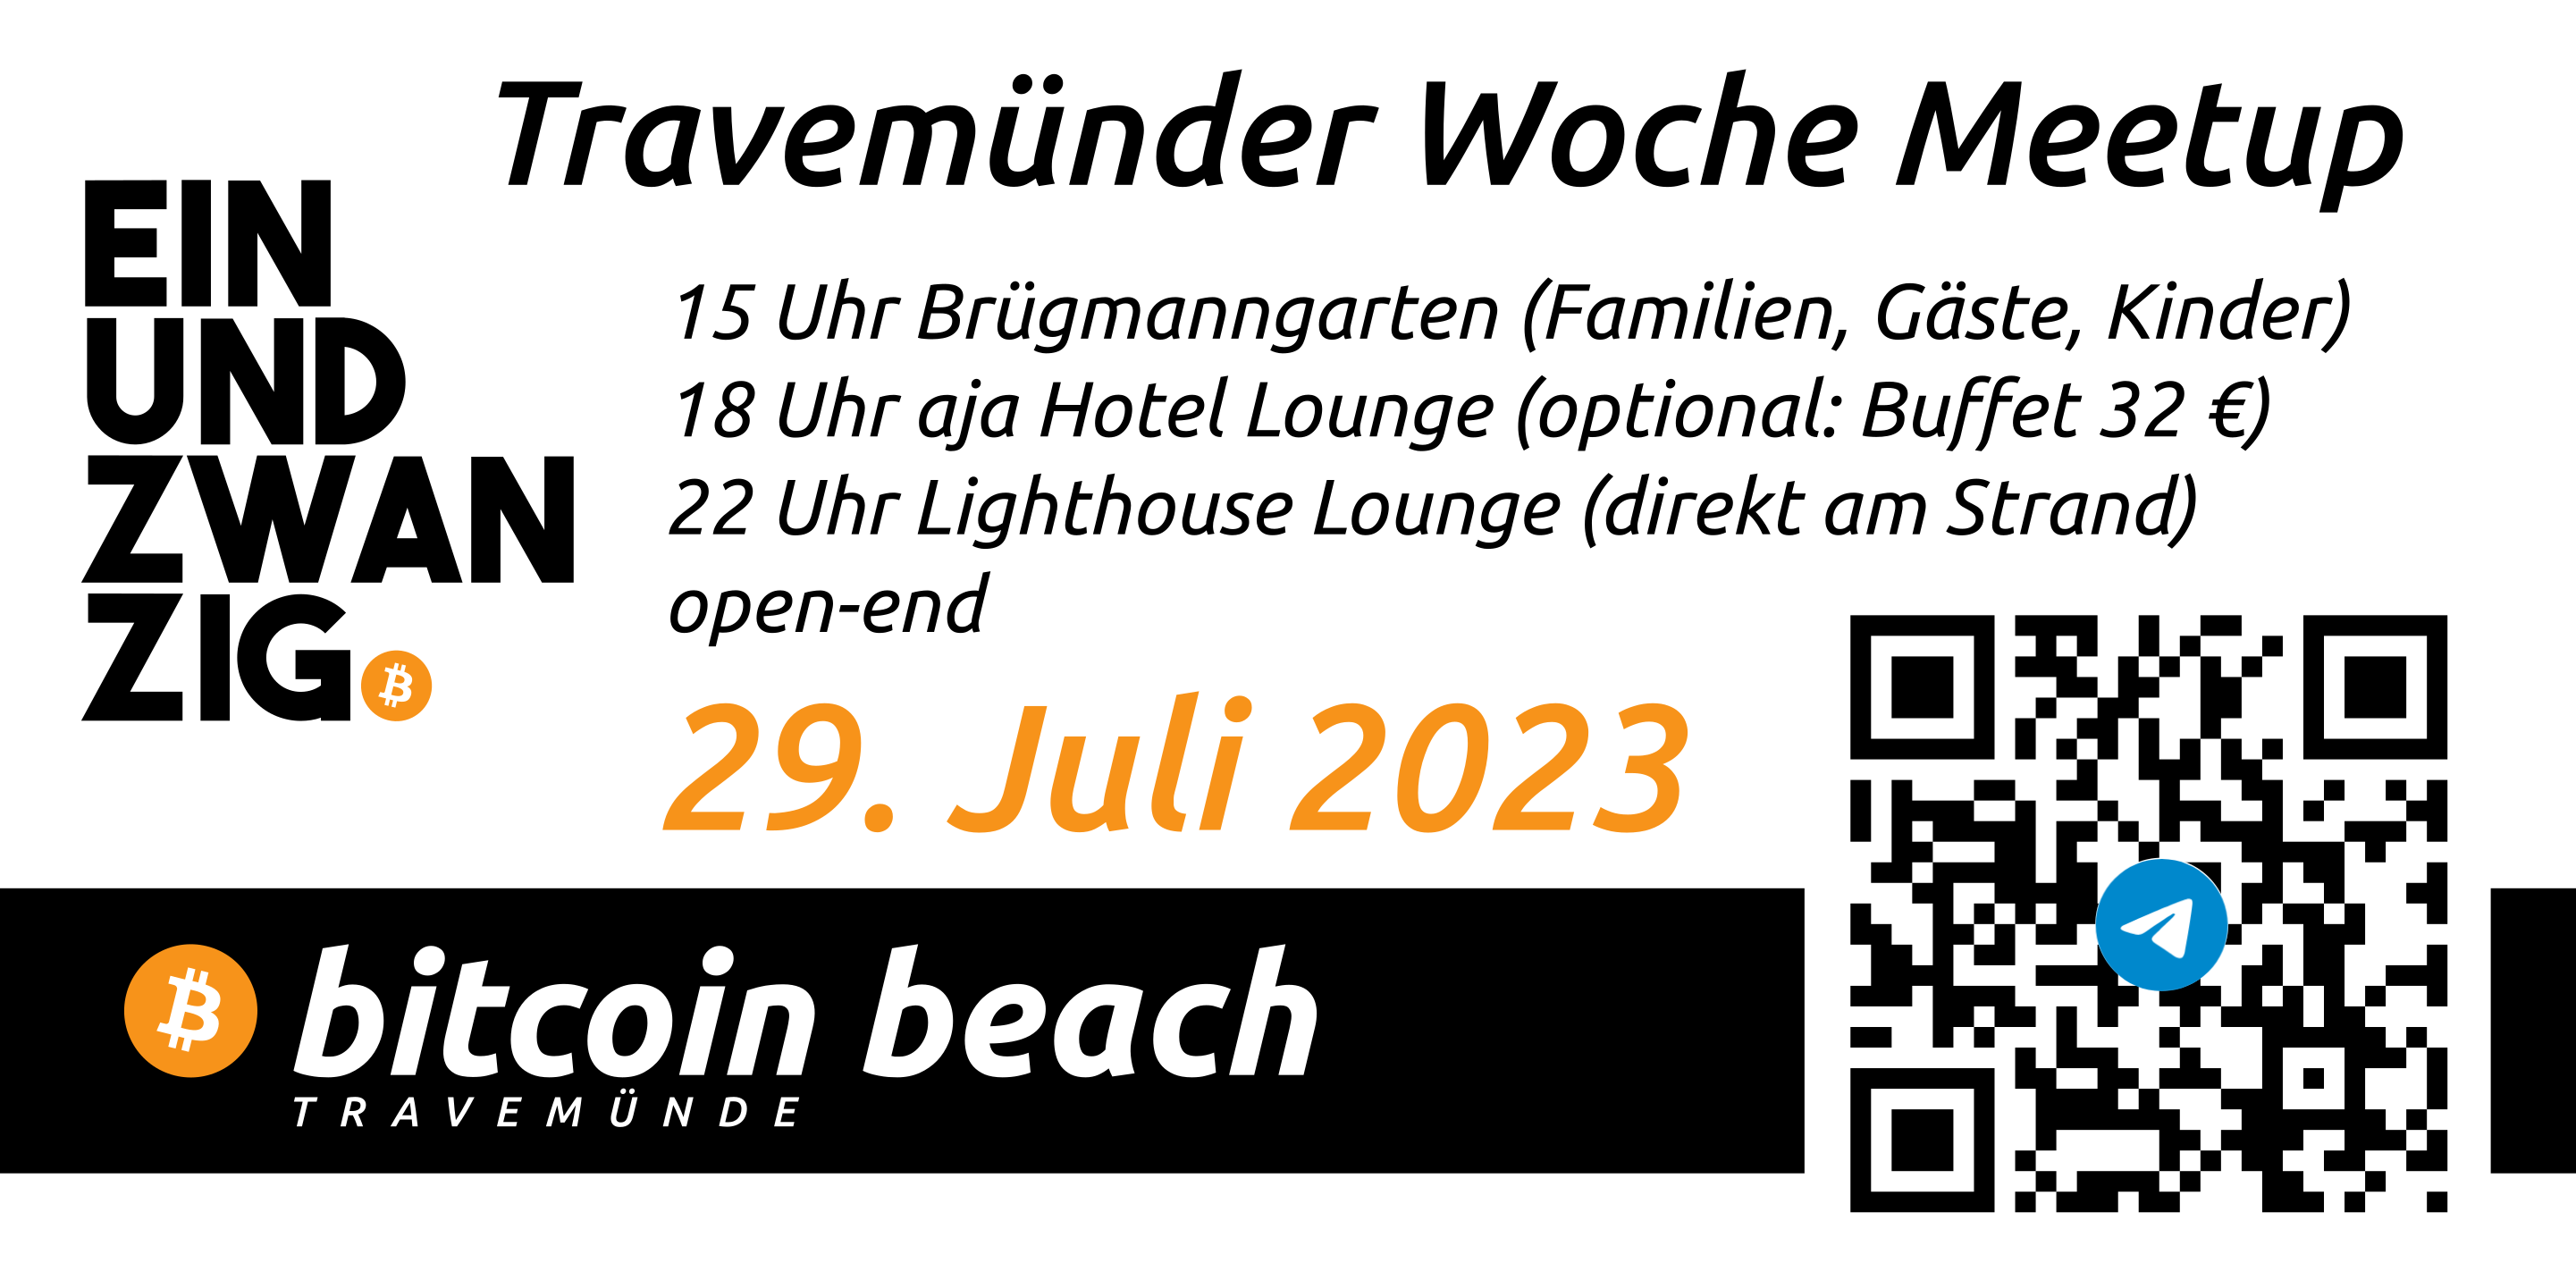 Travemünder Woche Meetup
EIN
UND
ZWAN
ZIG
15 Uhr Brügmanngarten (Familien, Gäste, Kinder)
18 Uhr aja Hotel Lounge (optional: Buffet 32 €)
22 Uhr Lighthouse Lounge (direkt am Strand)
open-end
29. Juli 2023
bitcoin beach
TRAVEMÜNDE